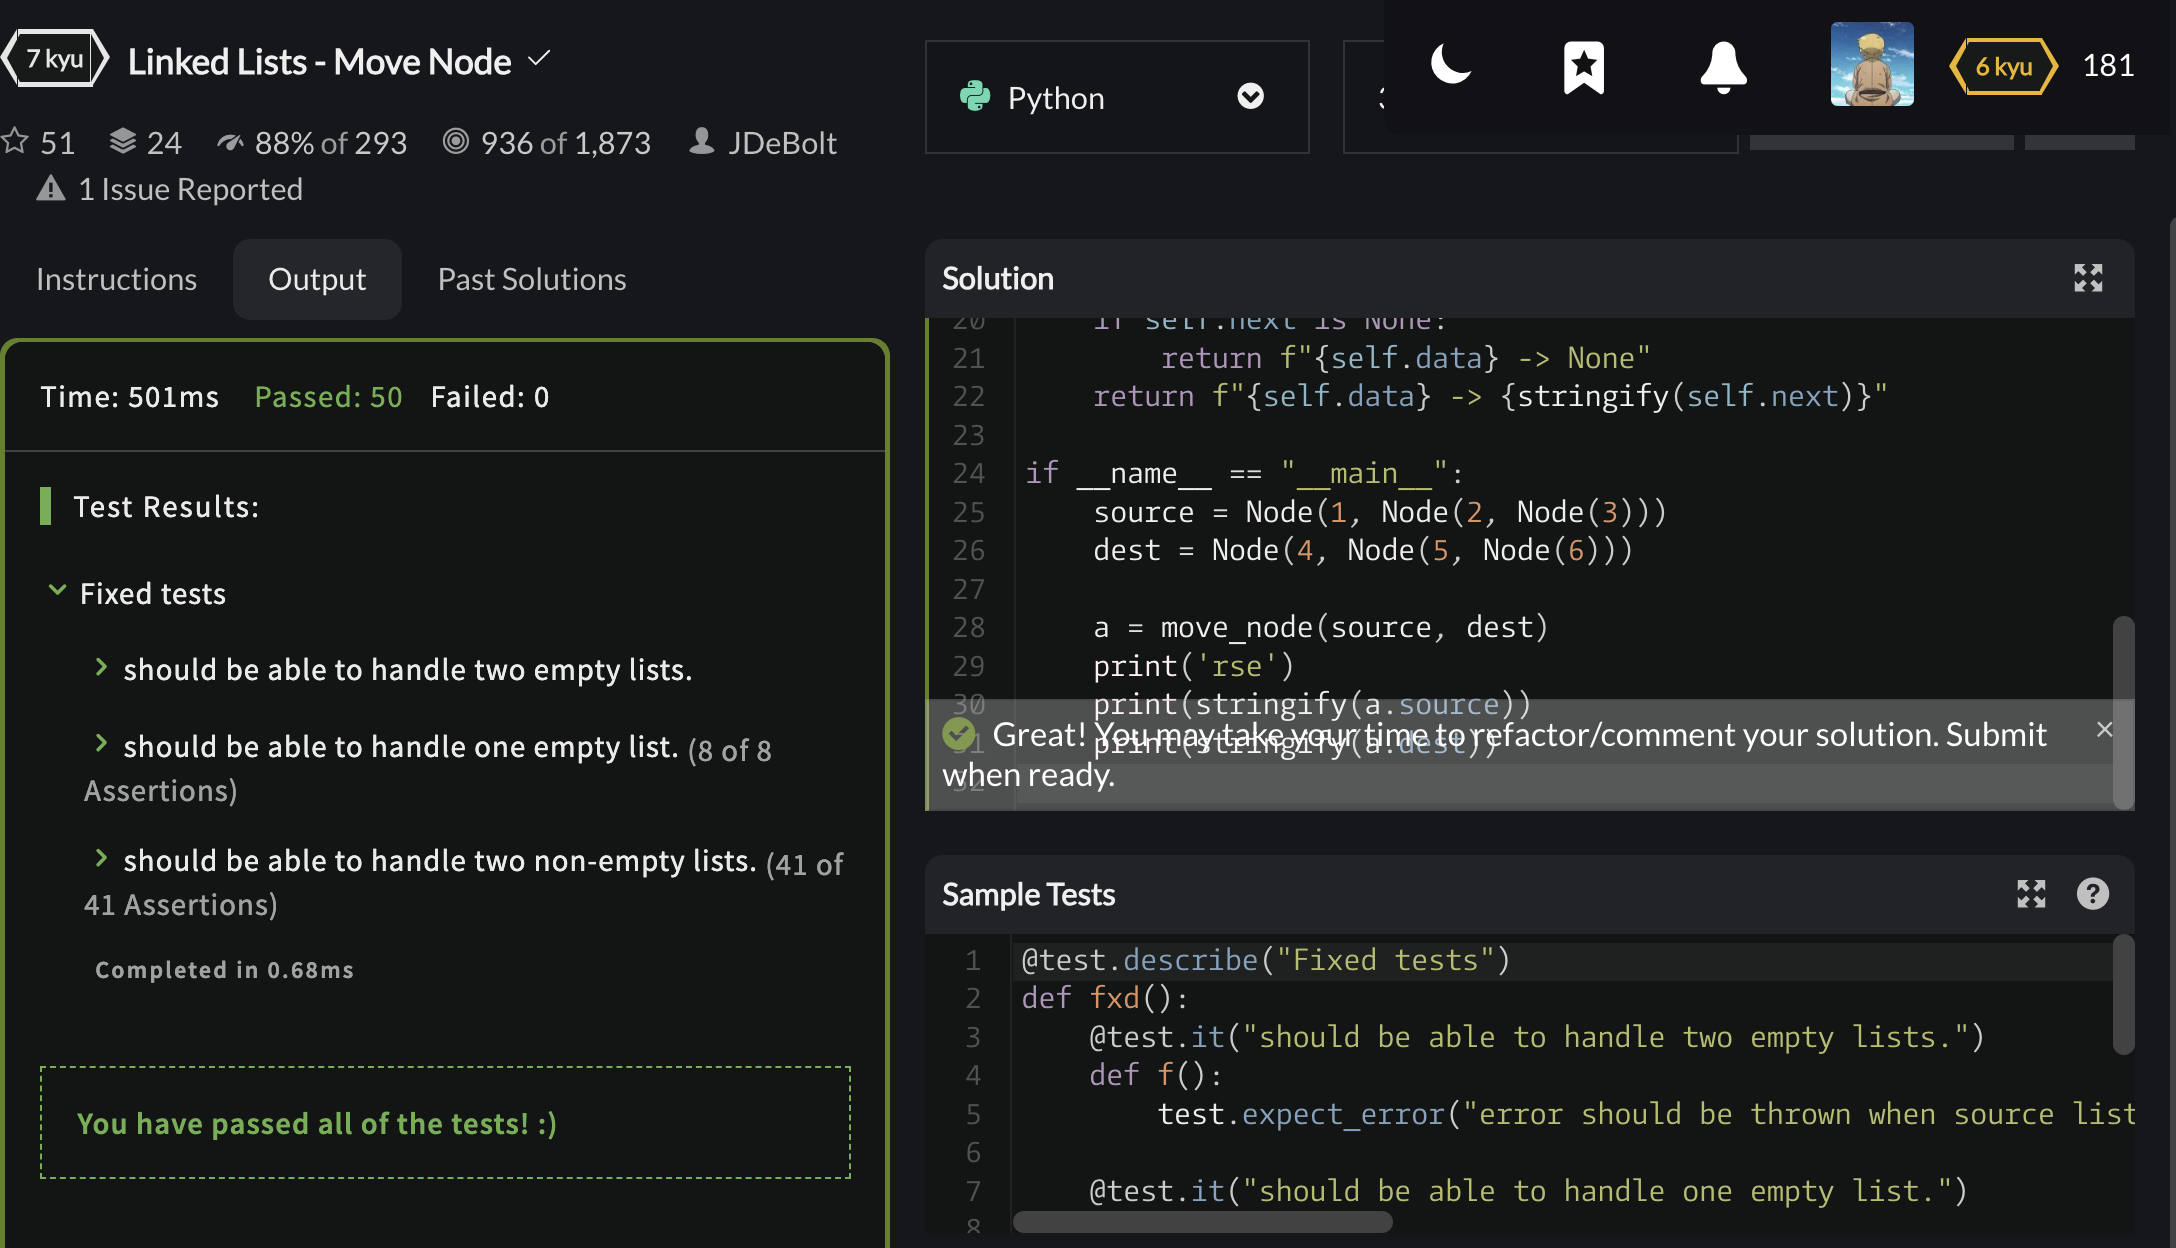 7 kyu
Linked Lists - Move Node
51 24 88% of 293 936 of 1,873 JDeBolt
1 Issue Reported
Python
6 kyu 181
Instructions Output Past Solutions
Time: 501ms Passed: 50 Failed: 0
Test Results:
Fixed tests
should be able to handle two empty lists.
should be able to handle one empty list. (8 of 8
Assertions)
should be able to handle two non-empty lists. (41 of
41 Assertions)
Completed in 0.68ms
You have passed all of the tests! :)
Solution
20 if self.next is None:
21 return f"{self.data} -> None"
22 return f"{self.data} -> {stringify(self.next)}"
23
24 if __name__ == "__main__":
25 source = Node(1, Node(2, Node(3)))
26 dest = Node(4, Node(5, Node(6)))
27
28 a = move_node(source, dest)
29 print('rse')
30 print(stringify(a.source))
31 print(stringify(a.dest))
32
Great! You may take your time to refactor/comment your solution. Submit
when ready.
Sample Tests
1 @test.describe("Fixed tests")
2 def fxd():
3 @test.it("should be able to handle two empty lists.")
4 def f():
5 test.expect_error("error should be thrown when source list
6
7 @test.it("should be able to handle one empty list.")
8